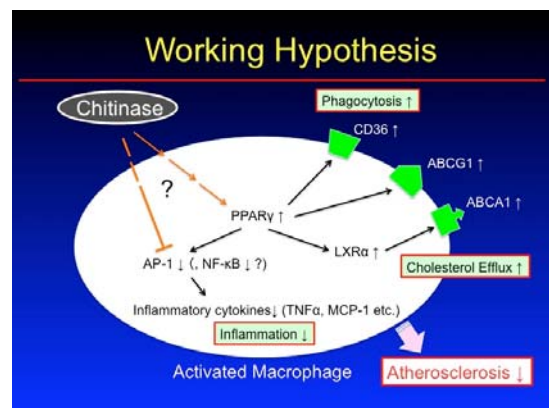 Working Hypothesis
Chitinase
Phagocytosis ↑
CD36 ↑
?
ABCG1 ↑
ABCA1 ↑
PPARγ ↑
LXRα ↑
AP-1 ↓ (, NF-κB ↓ ?)
Cholesterol Efflux ↑
Inflammatory cytokines↓ (TNFα, MCP-1 etc.)
Inflammation ↓
Activated Macrophage
Atherosclerosis ↓